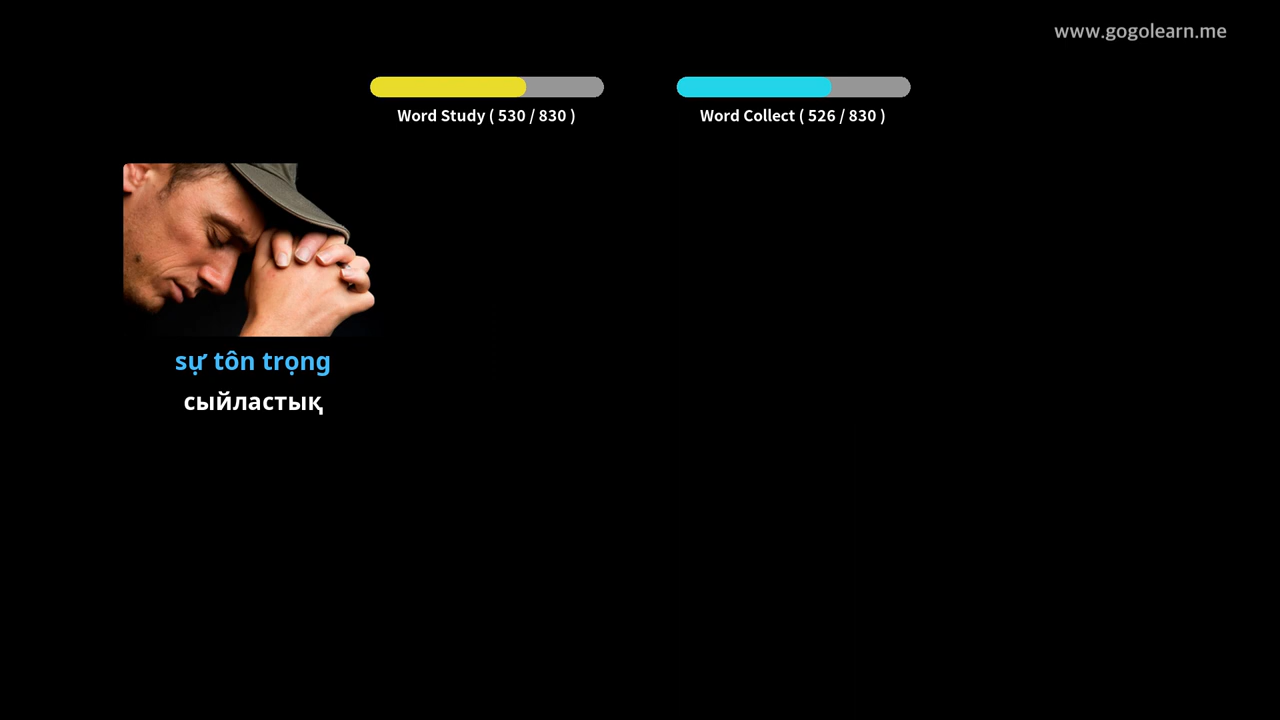 www.gogolearn.me
Word Study ( 530 / 830 )
Word Collect ( 526 / 830 )
sự tôn trọng
сыйластық